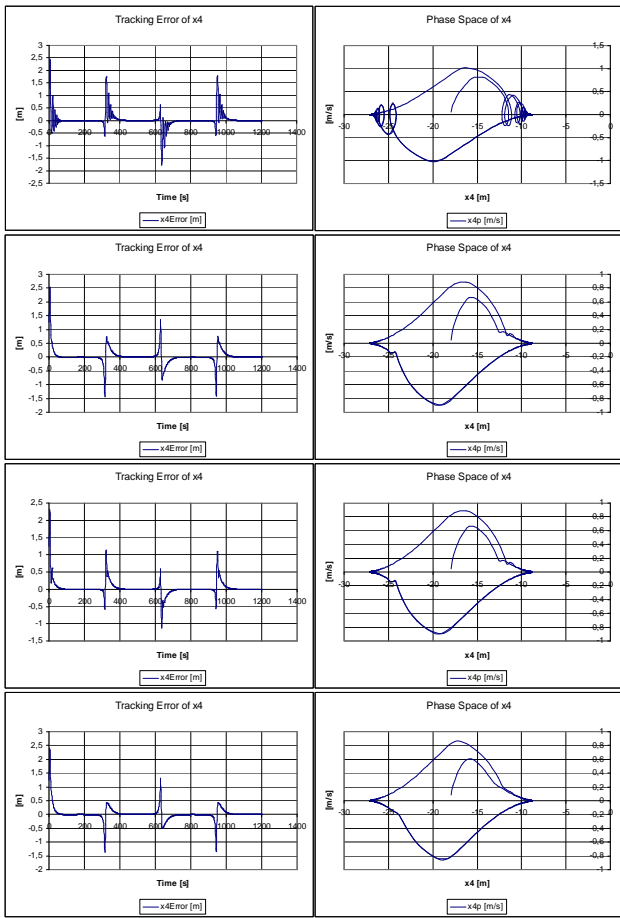 Tracking Error of x4
3
2,5
2
1,5
1
0,5
0
-0,5
-1
-1,5
-2
-2,5
0 200 400 600 800 1000 1200 1400
[m]
Time [s]
x4Error [m]
Phase Space of x4
1,5
1
0,5
0
-0,5
-1
-1,5
-30 -25 -20 -15 -10 -5 0
[m/s]
x4 [m]
x4p [m/s]
Tracking Error of x4
3
2,5
2
1,5
1
0,5
0
-0,5
-1
-1,5
-2
0 200 400 600 800 1000 1200 1400
[m]
Time [s]
x4Error [m]
Phase Space of x4
1
0,8
0,6
0,4
0,2
0
-0,2
-0,4
-0,6
-0,8
-1
-30 -25 -20 -15 -10 -5 0
[m/s]
x4 [m]
x4p [m/s]
Tracking Error of x4
2,5
2
1,5
1
0,5
0
-0,5
-1
-1,5
0 200 400 600 800 1000 1200 1400
[m]
Time [s]
x4Error [m]
Phase Space of x4
1
0,8
0,6
0,4
0,2
0
-0,2
-0,4
-0,6
-0,8
-1
-30 -25 -20 -15 -10 -5 0
[m/s]
x4 [m]
x4p [m/s]
Tracking Error of x4
3
2,5
2
1,5
1
0,5
0
-0,5
-1
-1,5
-2
0 200 400 600 800 1000 1200 1400
[m]
Time [s]
x4Error [m]
Phase Space of x4
1
0,8
0,6
0,4
0,2
0
-0,2
-0,4
-0,6
-0,8
-1
-30 -25 -20 -15 -10 -5 0
[m/s]
x4 [m]
x4p [m/s]